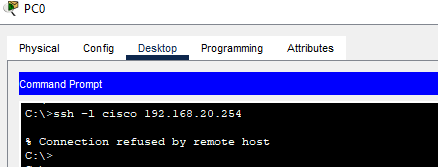 PC0
Physical Config Desktop Programming Attributes
Command Prompt
C:\>ssh -l cisco 192.168.20.254
% Connection refused by remote host
C:\>